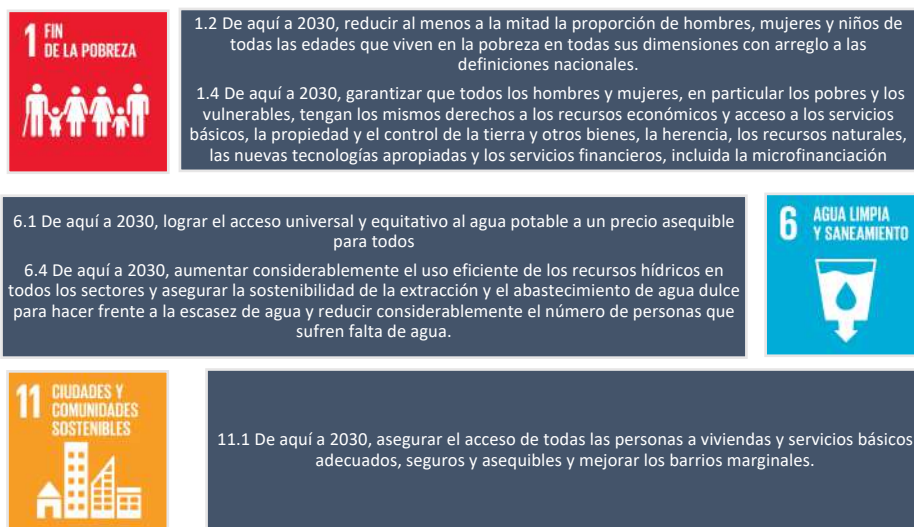 1 FIN
DE LA POBREZA
1.2 De aquí a 2030, reducir al menos a la mitad la proporción de hombres, mujeres y niños de
todas las edades que viven en la pobreza en todas sus dimensiones con arreglo a las
definiciones nacionales.
1.4 De aquí a 2030, garantizar que todos los hombres y mujeres, en particular los pobres y los
vulnerables, tengan los mismos derechos a los recursos económicos y acceso a los servicios
básicos, la propiedad y el control de la tierra y otros bienes, la herencia, los recursos naturales,
las nuevas tecnologías apropiadas y los servicios financieros, incluida la microfinanciación
6.1 De aquí a 2030, lograr el acceso universal y equitativo al agua potable a un precio asequible
para todos
6.4 De aquí a 2030, aumentar considerablemente el uso eficiente de los recursos hídricos en
todos los sectores y asegurar la sostenibilidad de la extracción y el abastecimiento de agua dulce
para hacer frente a la escasez de agua y reducir considerablemente el número de personas que
sufren falta de agua.
6 AGUA LIMPIA
Y SANEAMIENTO
11 CIUDADES Y
COMUNIDADES
SOSTENIBLES
11.1 De aquí a 2030, asegurar el acceso de todas las personas a viviendas y servicios básicos
adecuados, seguros y asequibles y mejorar los barrios marginales.